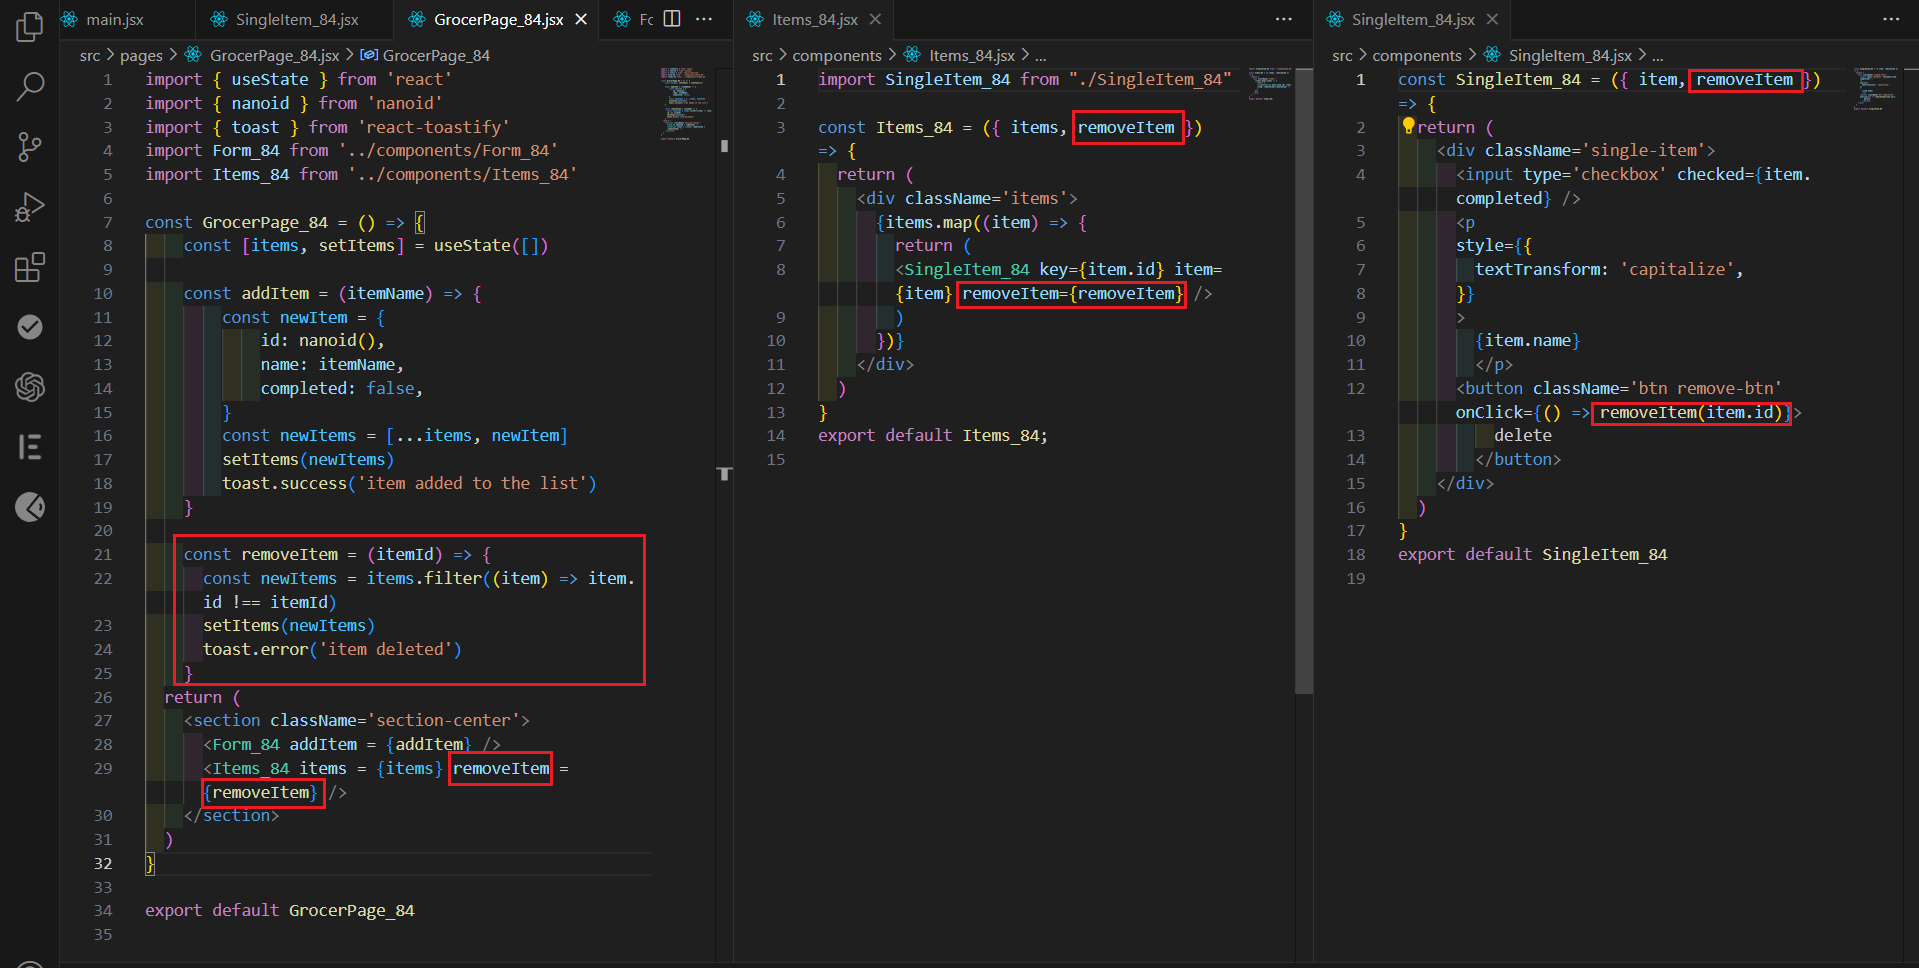 main.jsx
SingleItem_84.jsx
GrocerPage_84.jsx
Fc
src > pages > GrocerPage_84.jsx > GrocerPage_84
1 import { useState } from 'react'
2 import { nanoid } from 'nanoid'
3 import { toast } from 'react-toastify'
4 import Form_84 from '../components/Form_84'
5 import Items_84 from '../components/Items_84'
6
7 const GrocerPage_84 = () => {
8 const [items, setItems] = useState([])
9
10 const addItem = (itemName) => {
11 const newItem = {
12 id: nanoid(),
13 name: itemName,
14 completed: false,
15 }
16 const newItems = [...items, newItem]
17 setItems(newItems)
18 toast.success('item added to the list')
19 }
20
21 const removeItem = (itemId) => {
22 const newItems = items.filter((item) => item.
id !== itemId)
23 setItems(newItems)
24 toast.error('item deleted')
25 }
26 return (
27 <section className='section-center'>
28 <Form_84 addItem = {addItem} />
29 <Items_84 items = {items} removeItem =
{removeItem} />
30 </section>
31 )
32 }
33
34 export default GrocerPage_84
35
Items_84.jsx
src > components > Items_84.jsx > ...
1 import SingleItem_84 from "./SingleItem_84"
2
3 const Items_84 = ({ items, removeItem })
=> {
4 return (
5 <div className='items'>
6 {items.map((item) => {
7 return (
8 <SingleItem_84 key={item.id} item=
{item} removeItem={removeItem} />
9 )
10 })}
11 </div>
12 )
13 }
14 export default Items_84;
15
SingleItem_84.jsx
src > components > SingleItem_84.jsx > ...
1 const SingleItem_84 = ({ item, removeItem })
=> {
2 return (
3 <div className='single-item'>
4 <input type='checkbox' checked={item.
completed} />
5 <p
6 style={{
7 textTransform: 'capitalize',
8 }}
9 >
10 {item.name}
11 </p>
12 <button className='btn remove-btn'
onClick={() => removeItem(item.id)}>
13 delete
14 </button>
15 </div>
16 )
17 }
18 export default SingleItem_84
19